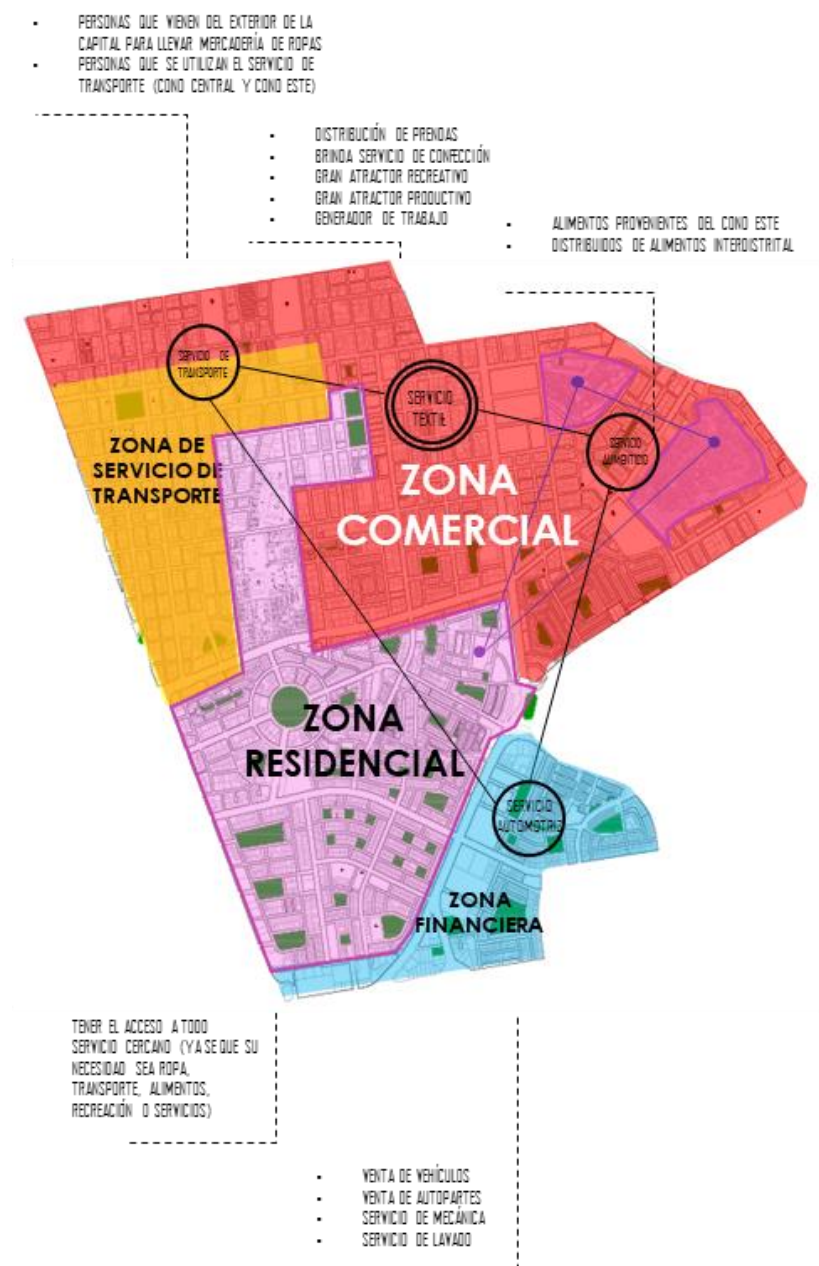 ▪ PERSONAS QUE VIENEN DEL EXTERIOR DE LA
CAPITAL PARA LLEVAR MERCADERÍA DE ROPAS
▪ PERSONAS QUE SE UTILIZAN EL SERVICIO DE
TRANSPORTE (CONO CENTRAL Y CONO ESTE)
▪ DISTRIBUCIÓN DE PRENDAS
▪ BRINDA SERVICIO DE CONFECCIÓN
▪ GRAN ATRACTOR RECREATIVO
▪ GRAN ATRACTOR PRODUCTIVO
▪ GENERADOR DE TRABAJO
▪ ALIMENTOS PROVENIENTES DEL CONO ESTE
▪ DISTRIBUIDOS DE ALIMENTOS INTERDISTRITAL
SERVICIO DE
TRANSPORTE
SERVICIO
TEXTIL
SERVICIO
ZONA DE
SERVICIO DE
TRANSPORTE
ZONA
COMERCIAL
ZONA
RESIDENCIAL
SERVICIO
AUTOMOTRIZ
ZONA
FINANCIERA
TENER EL ACCESO A TODO
SERVICIO CERCANO (YA SE QUE SU
NECESIDAD SEA ROPA,
TRANSPORTE, ALIMENTOS,
RECREACIÓN O SERVICIOS)
▪ VENTA DE VEHÍCULOS
▪ VENTA DE AUTOPARTES
▪ SERVICIO DE MECÁNICA
▪ SERVICIO DE LAVADO